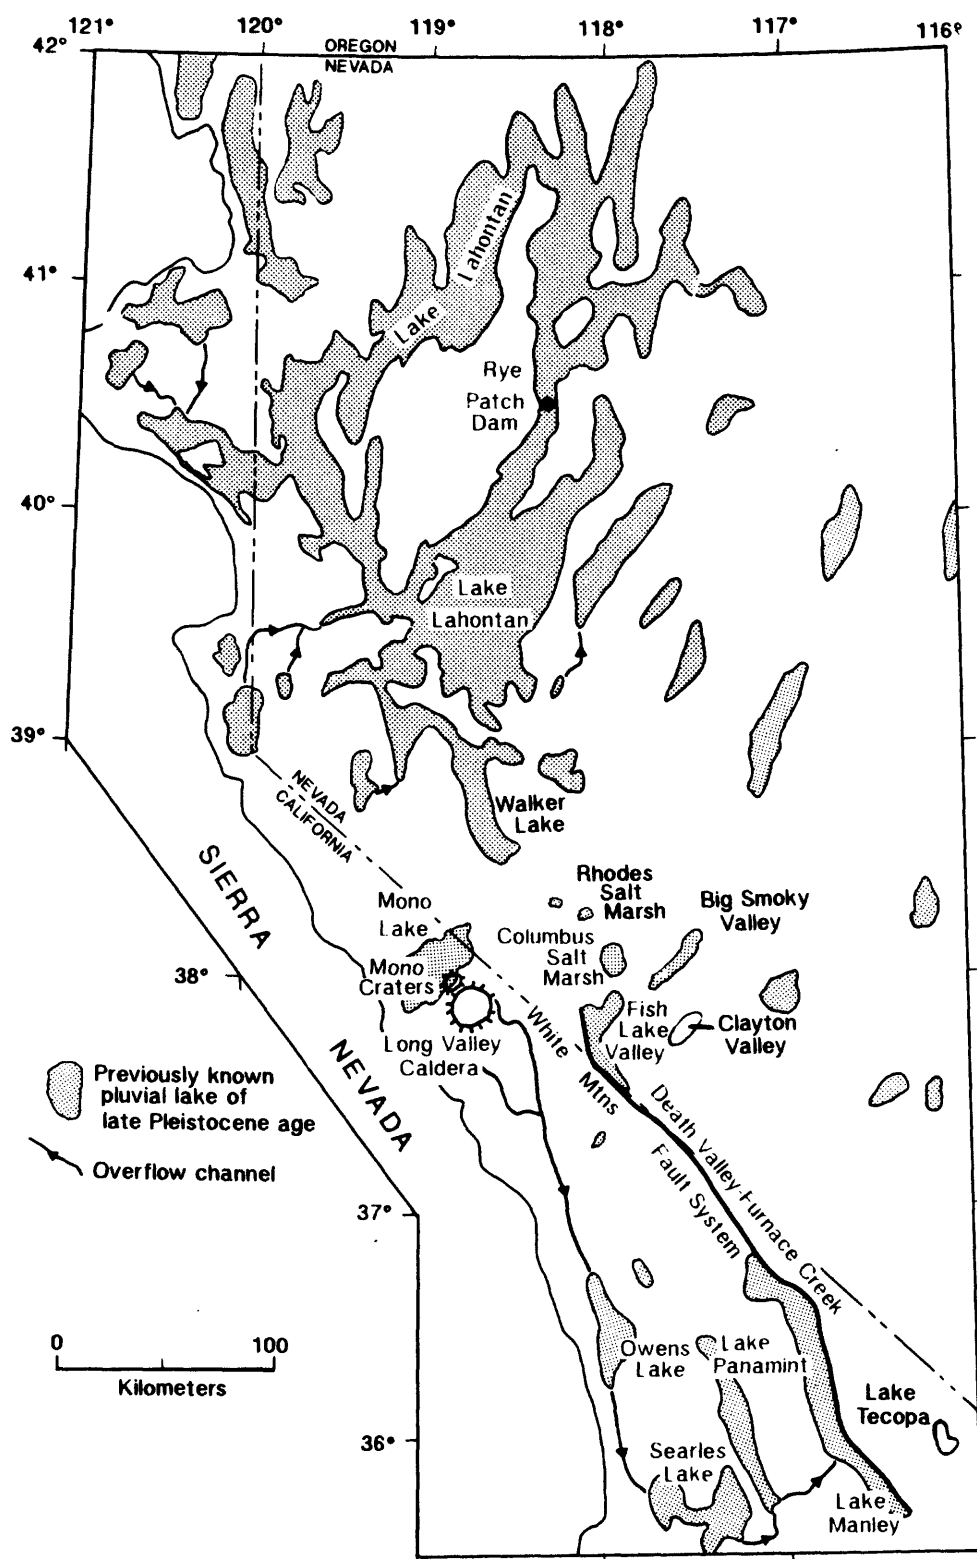 121° 120° 119° 118° 117° 116°
42°
OREGON
NEVADA
Lake Lahontan
41°
Rye
Patch
Dam
40°
Lake
Lahontan
39°
NEVADA
CALIFORNIA
Walker
Lake
SIERRA NEVADA
Rhodes
Salt
Marsh
Big Smoky
Valley
Mono
Lake
Columbus
Salt
Marsh
Mono
Craters
38°
Fish
Lake
Valley
Clayton
Valley
White Mtns
Long Valley
Caldera
Previously known
pluvial lake of
late Pleistocene age
Overflow channel
Death Valley-Furnace Creek
Fault System
37°
0 100
Kilometers
Owens
Lake
Lake
Panamint
Lake
Tecopa
36°
Searles
Lake
Lake
Manley